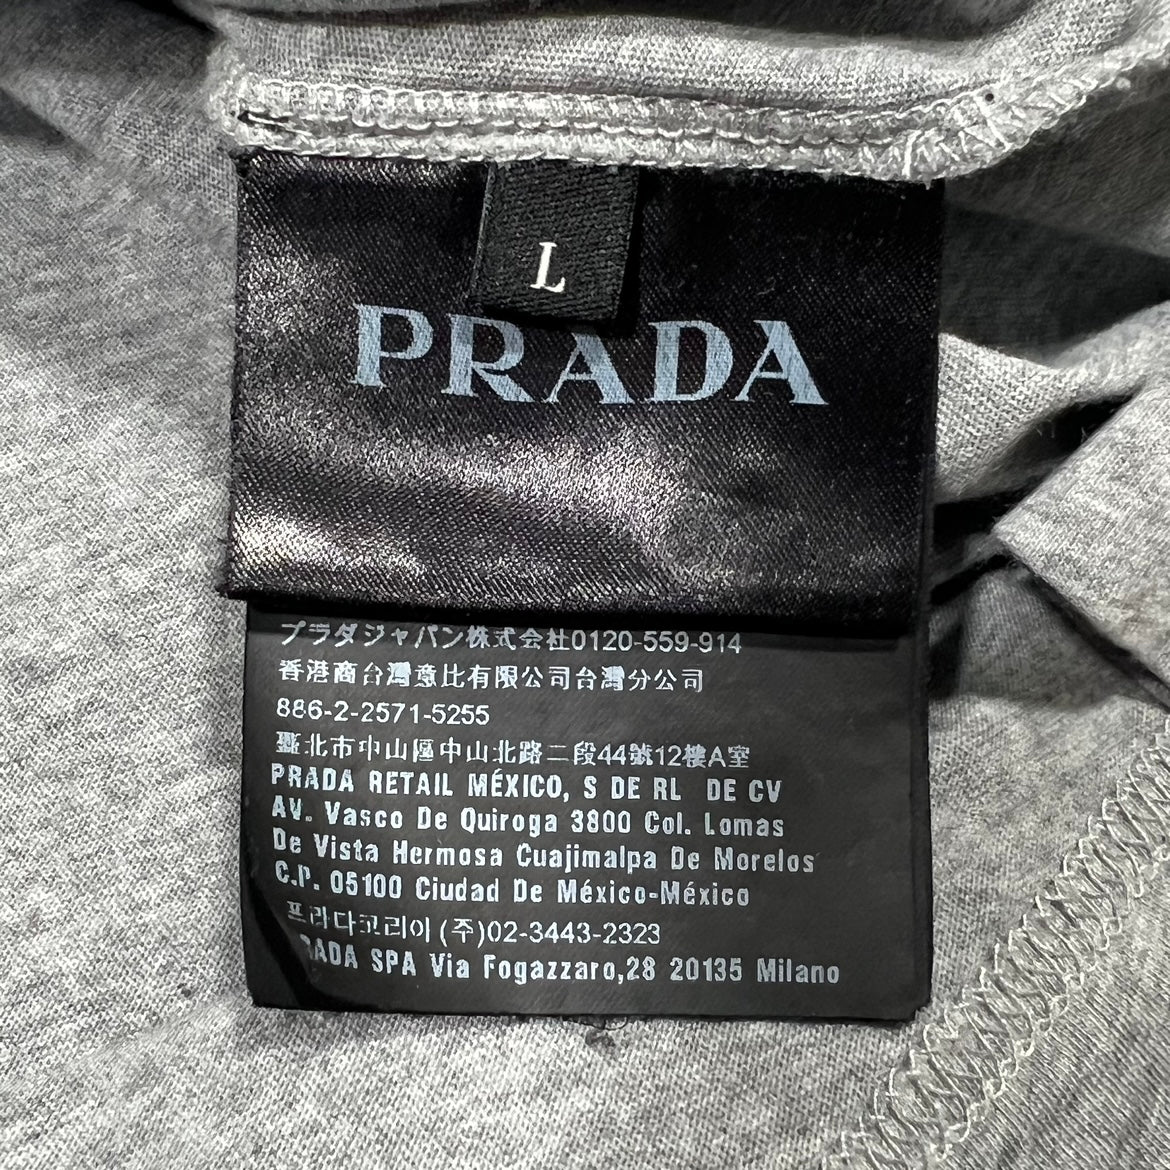 L
PRADA
プラダジャパン株式会社0120-559-914
香港商台灣意比有限公司台灣分公司
886-2-2571-5255
臺北市中山區中山北路二段44號12樓A室
PRADA RETAIL MÉXICO, S DE RL DE CV
AV. Vasco De Quiroga 3800 Col. Lomas
De Vista Hermosa Cuajimalpa De Morelos
C.P. 05100 Ciudad De México-México
프라다코리아 (주)02-3443-2323
PRADA SPA Via Fogazzaro,28 20135 Milano